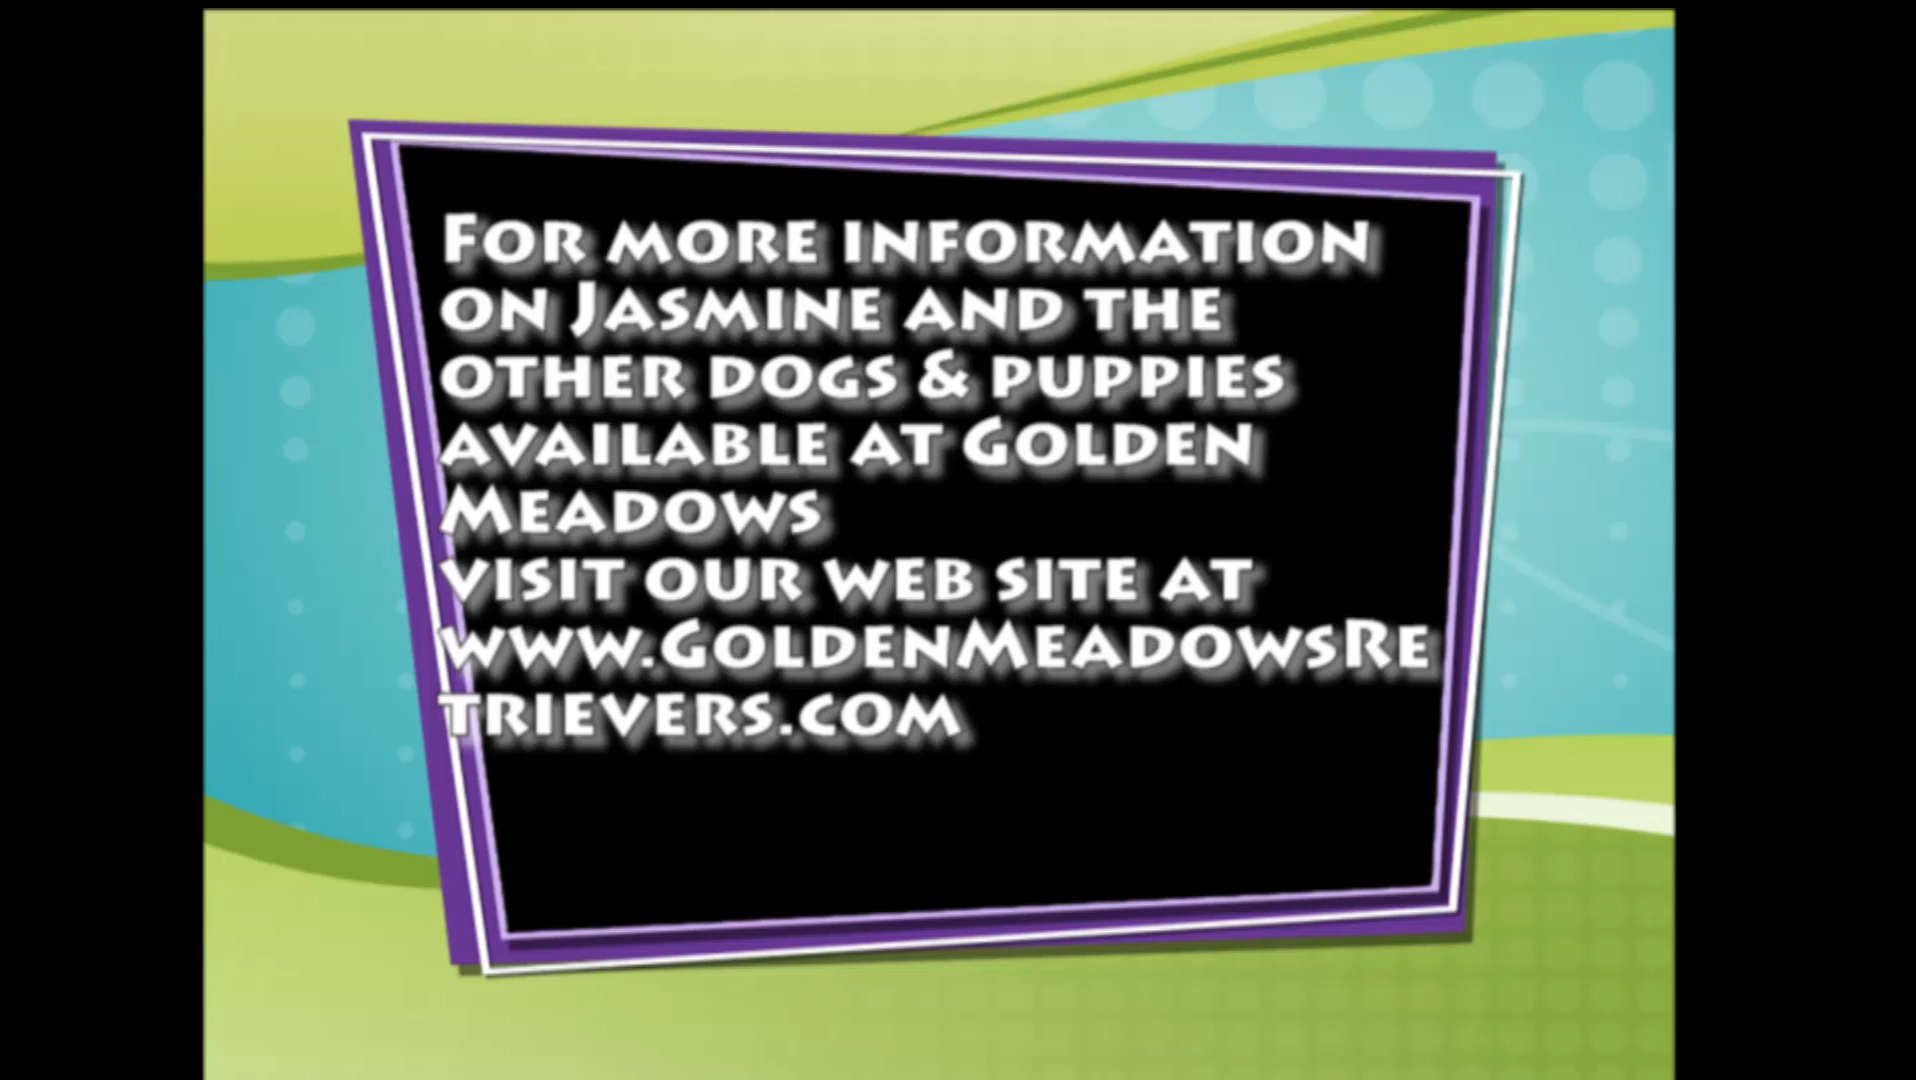 For more information
on Jasmine and the
other dogs & puppies
available at Golden
Meadows
visit our web site at
www.GoldenMeadowsRe
trievers.com